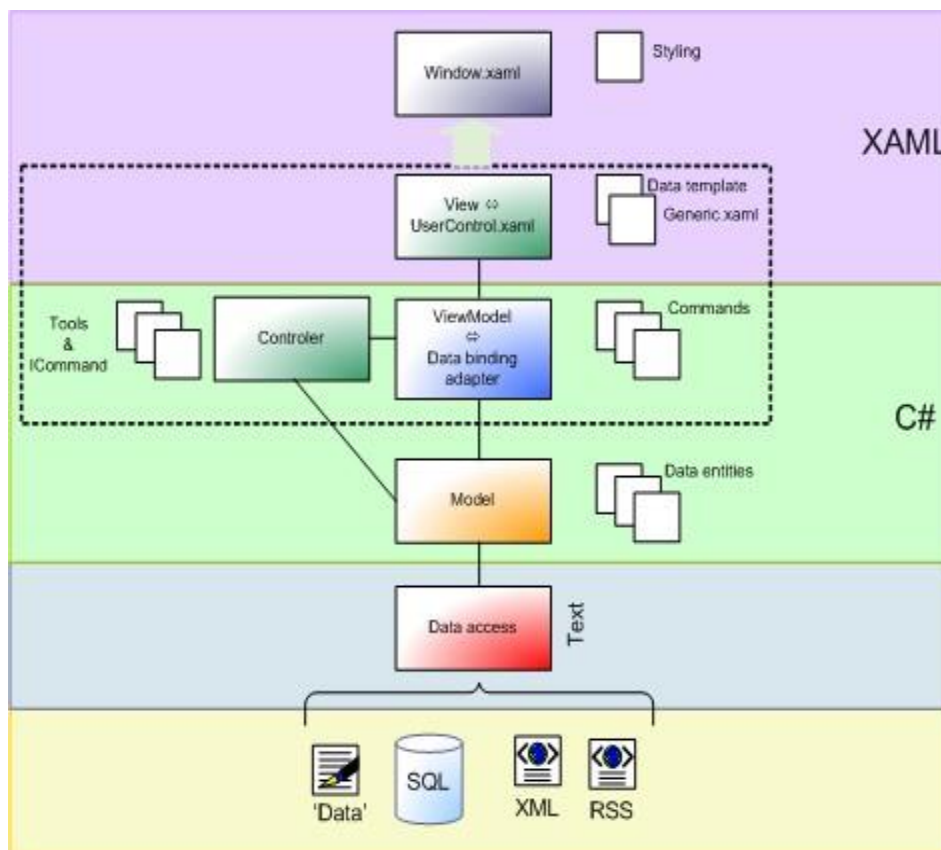 Window.xaml
Styling
XAML
View ⇔
UserControl.xaml
Data template
Generic.xaml
Tools
&
ICommand
Controler
ViewModel
⇔
Data binding
adapter
Commands
C#
Model
Data entities
Data access
Text
'Data'
SQL
XML
RSS